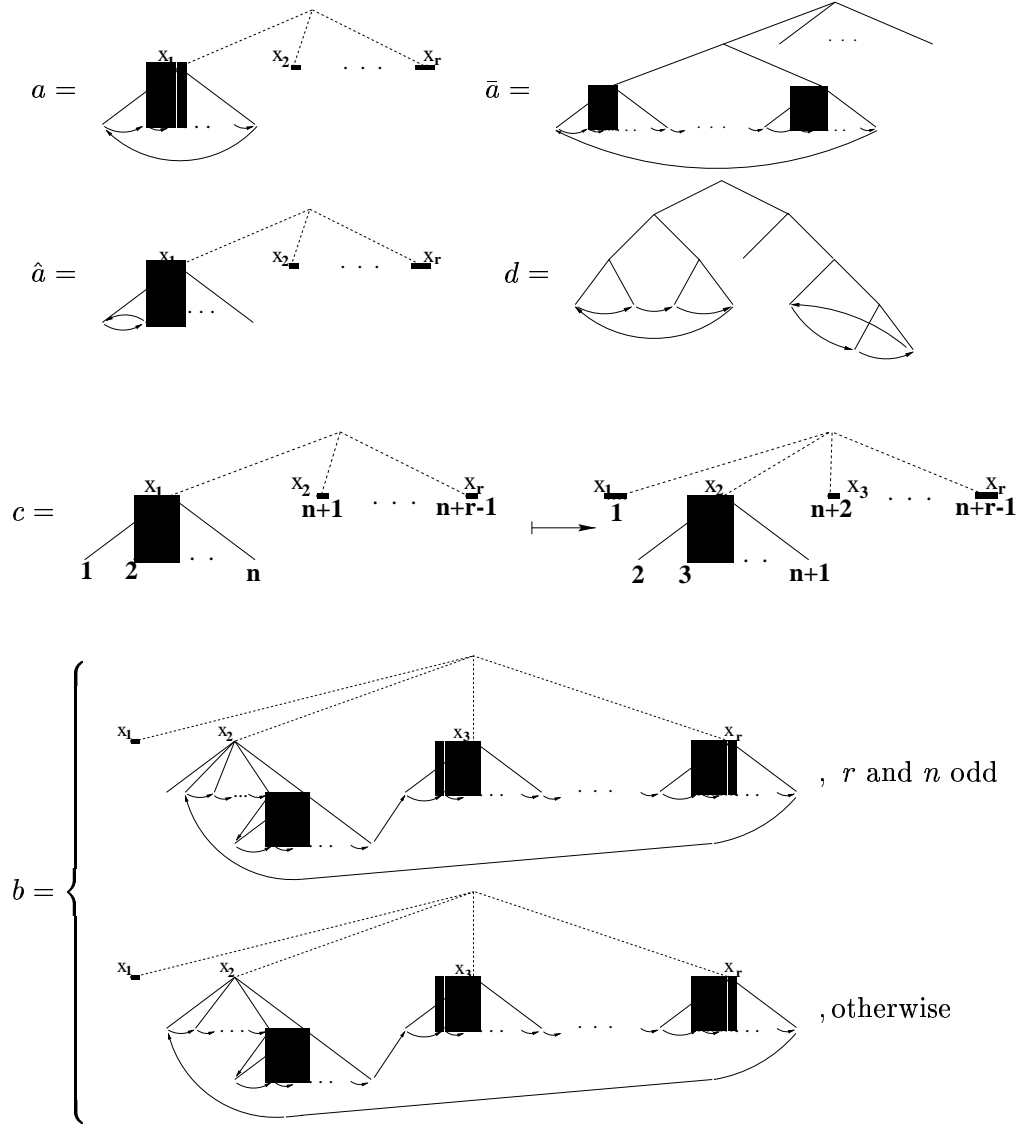 x₁ x₂ . . . xᵣ
a = . .
ā = . . . . . . . . .
x₁ x₂ . . . xᵣ
â = . . .
d =
x₁ x₂ . . . xᵣ
n+1 n+r-1
c = 1 2 . . n
x₁ x₂ x₃ . . . xᵣ
1 n+2 n+r-1
2 3 . . n+1
b =
x₁ x₂ x₃ xᵣ
, r and n odd
x₁ x₂ x₃ xᵣ
, otherwise